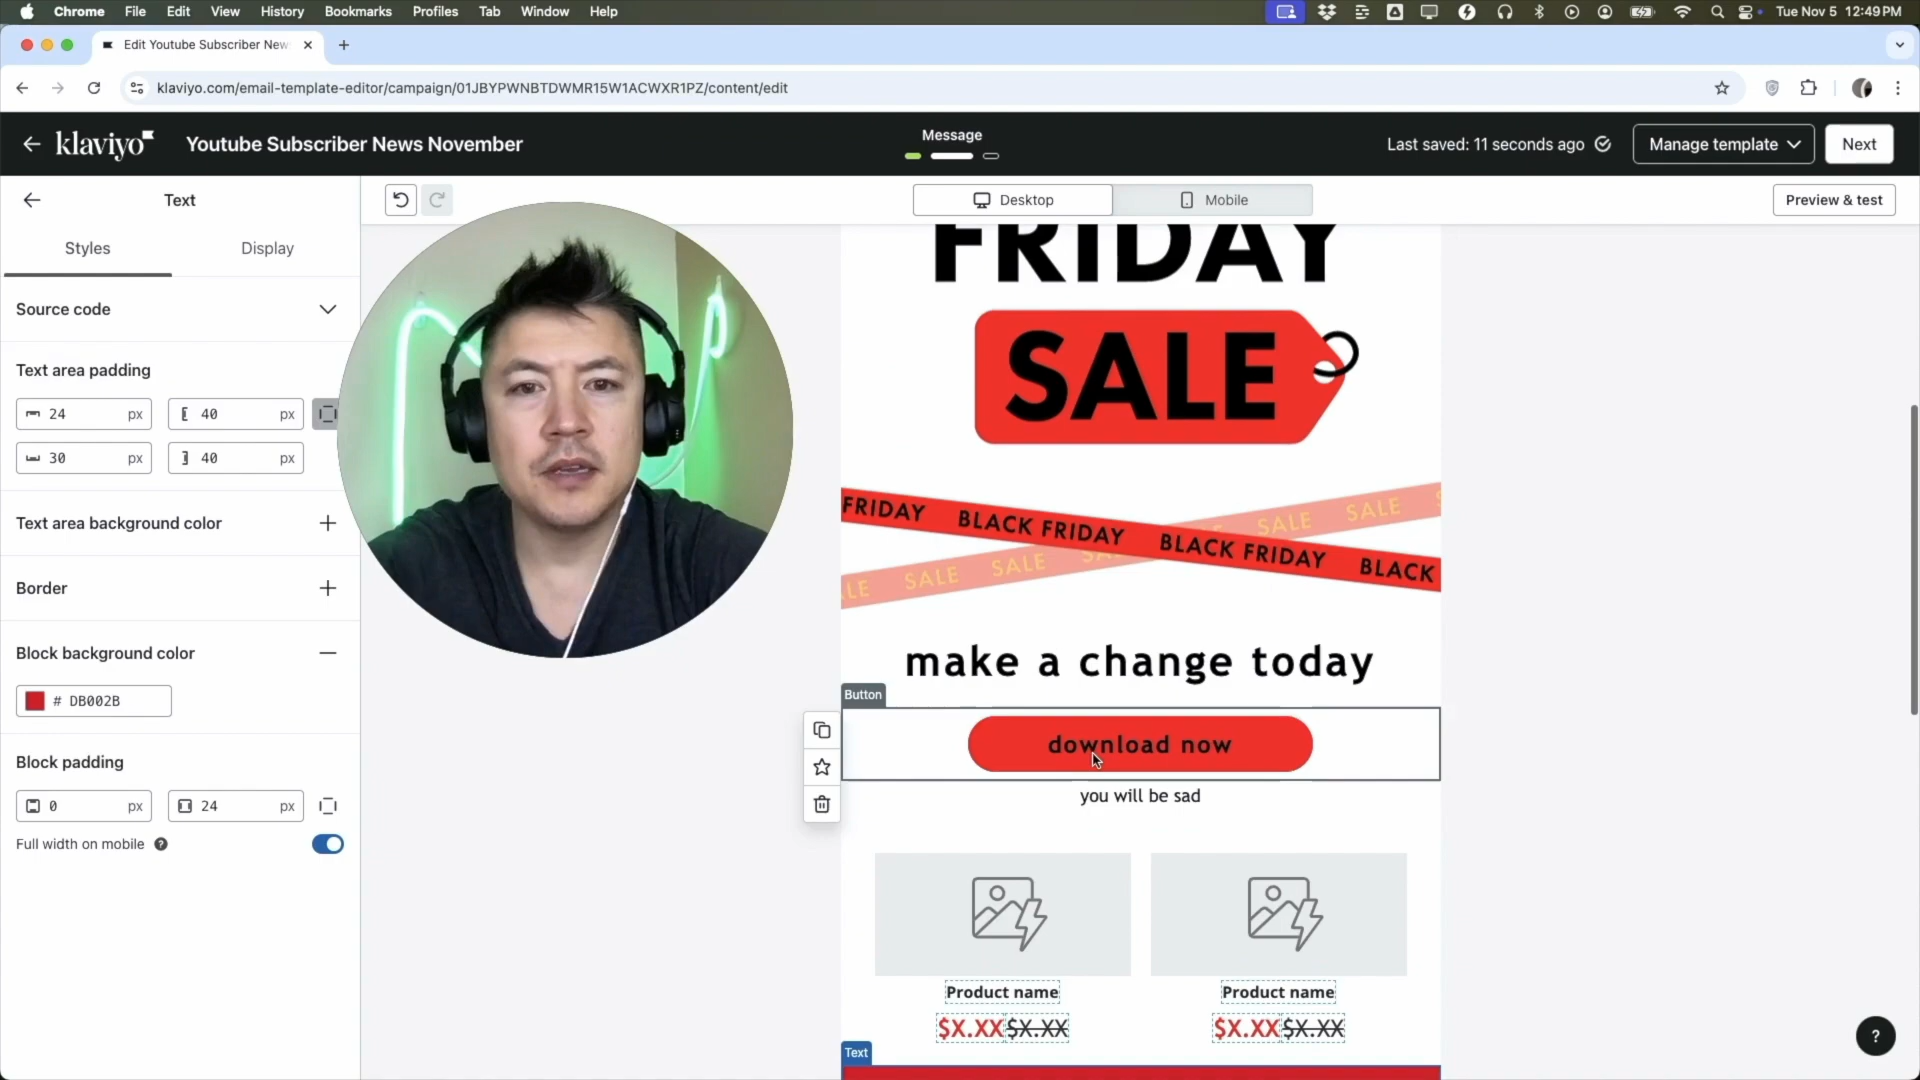 Chrome File Edit View History Bookmarks Profiles Tab Window Help
Tue Nov 5 12:49 PM
Edit Youtube Subscriber New
klaviyo.com/email-template-editor/campaign/01JBYPWNBTDWMR15W1ACWXR1PZ/content/edit
klaviyo
Youtube Subscriber News November
Message
Last saved: 11 seconds ago
Manage template
Next
Text
Desktop
Mobile
Preview & test
Styles
Display
Source code
Text area padding
24 px
40 px
30 px
40 px
Text area background color
Border
Block background color
# DB002B
Block padding
0 px
24 px
Full width on mobile ?
FRIDAY
SALE
FRIDAY BLACK FRIDAY BLACK FRIDAY BLACK
LE SALE SALE SA SALE SALE S
make a change today
Button
download now
you will be sad
Product name
Product name
$X.XX $X.XX
$X.XX $X.XX
Text
?